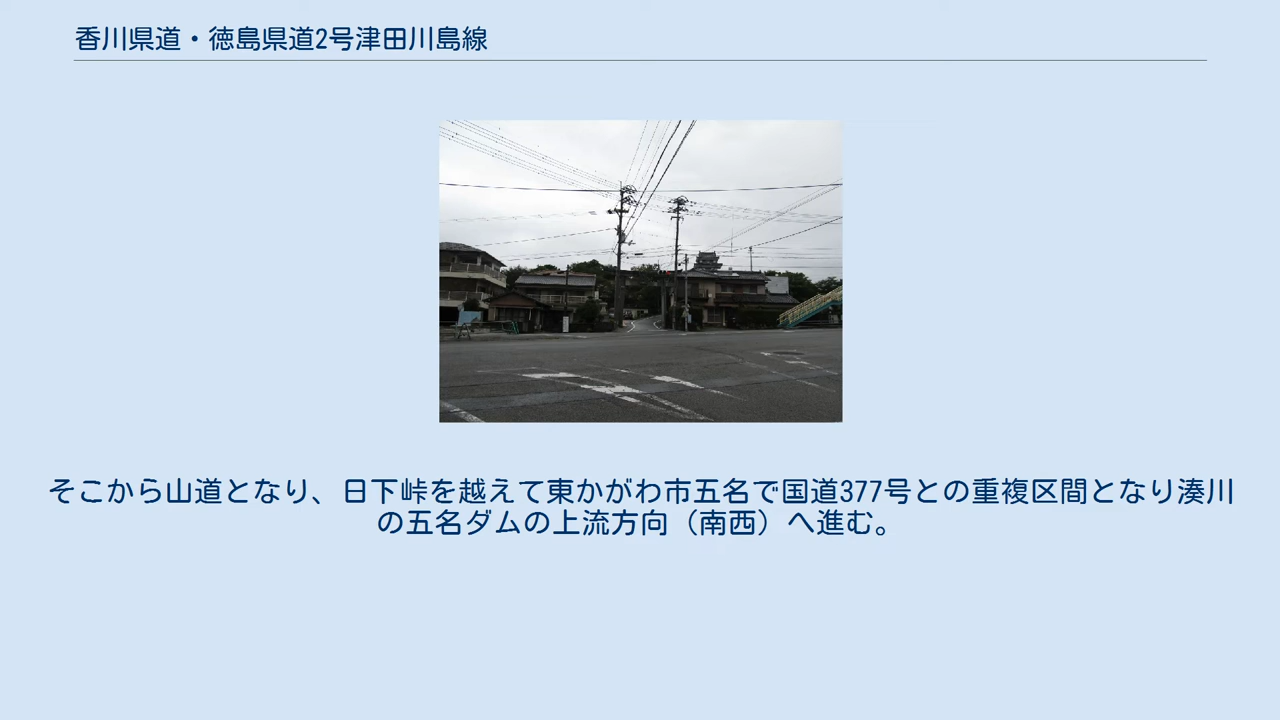 香川県道・徳島県道2号津田川島線
そこから山道となり、日下峠を越えて東かがわ市五名で国道377号との重複区間となり湊川
の五名ダムの上流方向（南西）へ進む。